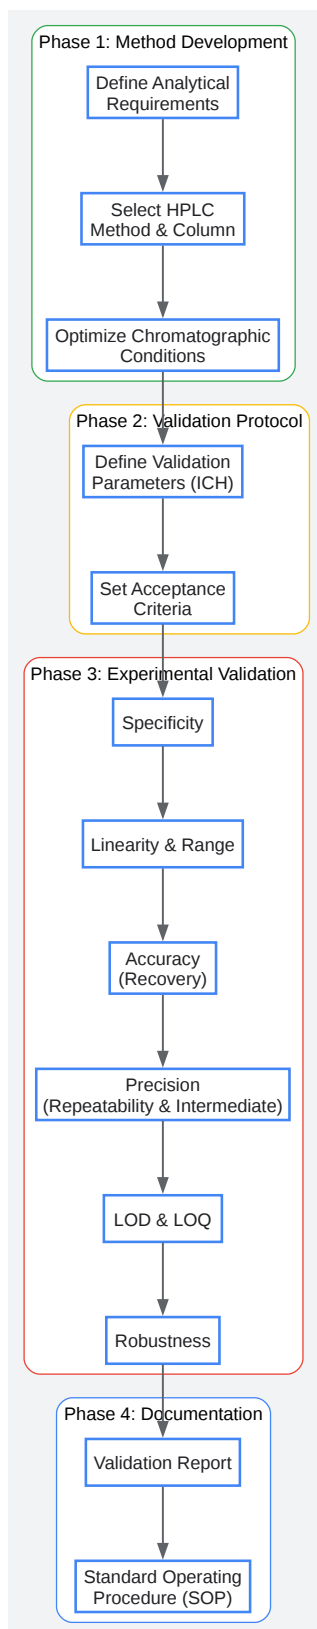 Phase 1: Method Development
Define Analytical
Requirements
Select HPLC
Method & Column
Optimize Chromatographic
Conditions
Phase 2: Validation Protocol
Define Validation
Parameters (ICH)
Set Acceptance
Criteria
Phase 3: Experimental Validation
Specificity
Linearity & Range
Accuracy
(Recovery)
Precision
(Repeatability & Intermediate)
LOD & LOQ
Robustness
Phase 4: Documentation
Validation Report
Standard Operating
Procedure (SOP)